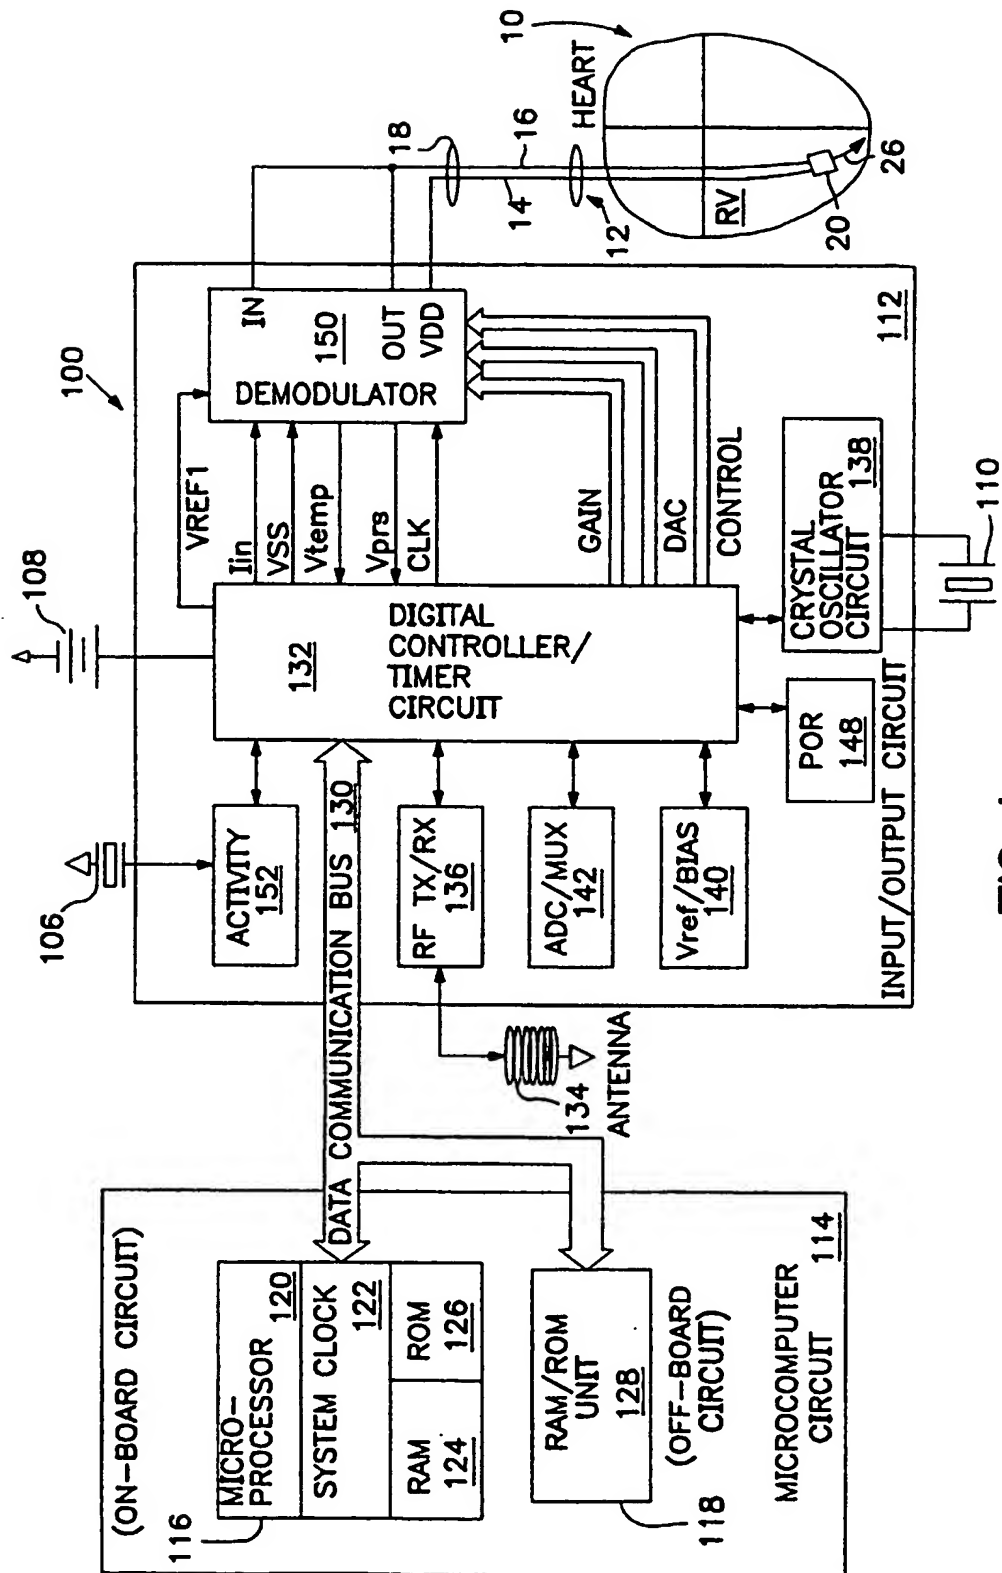 (ON-BOARD CIRCUIT)
116
MICRO-
PROCESSOR
120
SYSTEM CLOCK
122
RAM
124
ROM
126
RAM/ROM
UNIT
128
118
(OFF-BOARD
CIRCUIT)
MICROCOMPUTER
CIRCUIT
114
DATA COMMUNICATION BUS 130
134
ANTENNA
106
ACTIVITY
152
RF TX/RX
136
ADC/MUX
142
Vref/BIAS
140
POR
148
INPUT/OUTPUT CIRCUIT
112
108
132
DIGITAL
CONTROLLER/
TIMER
CIRCUIT
CRYSTAL
OSCILLATOR
CIRCUIT
138
110
100
VREF1
Iin
VSS
Vtemp
Vprs
CLK
GAIN
DAC
CONTROL
IN
150
OUT
VDD
DEMODULATOR
18
16
14
12
HEART
10
RV
20
26